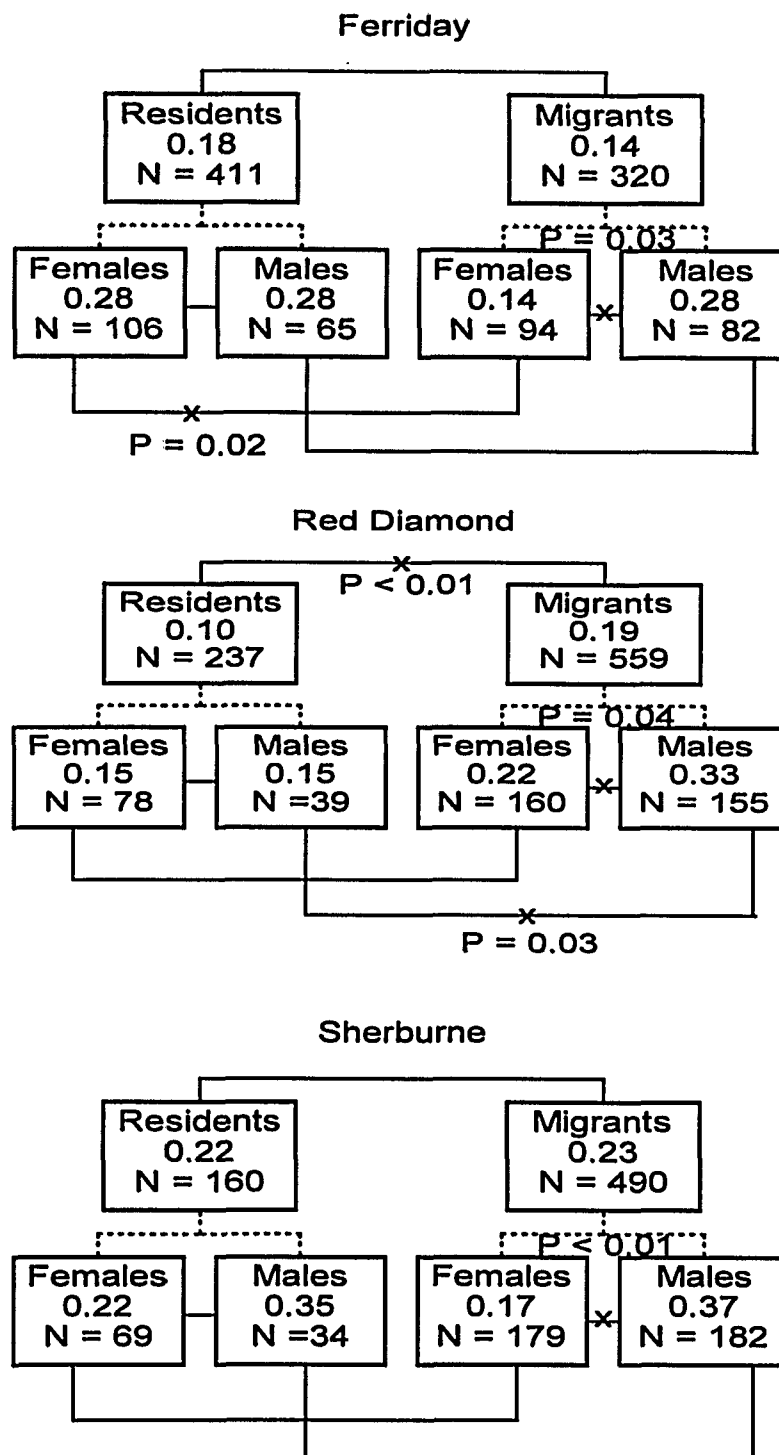 Ferriday
Residents
0.18
N = 411
Migrants
0.14
N = 320
P = 0.03
Females
0.28
N = 106
Males
0.28
N = 65
Females
0.14
N = 94
x
Males
0.28
N = 82
x
P = 0.02
Red Diamond
x
P < 0.01
Residents
0.10
N = 237
Migrants
0.19
N = 559
P = 0.04
Females
0.15
N = 78
Males
0.15
N =39
Females
0.22
N = 160
x
Males
0.33
N = 155
x
P = 0.03
Sherburne
Residents
0.22
N = 160
Migrants
0.23
N = 490
P < 0.01
Females
0.22
N = 69
Males
0.35
N =34
Females
0.17
N = 179
x
Males
0.37
N = 182